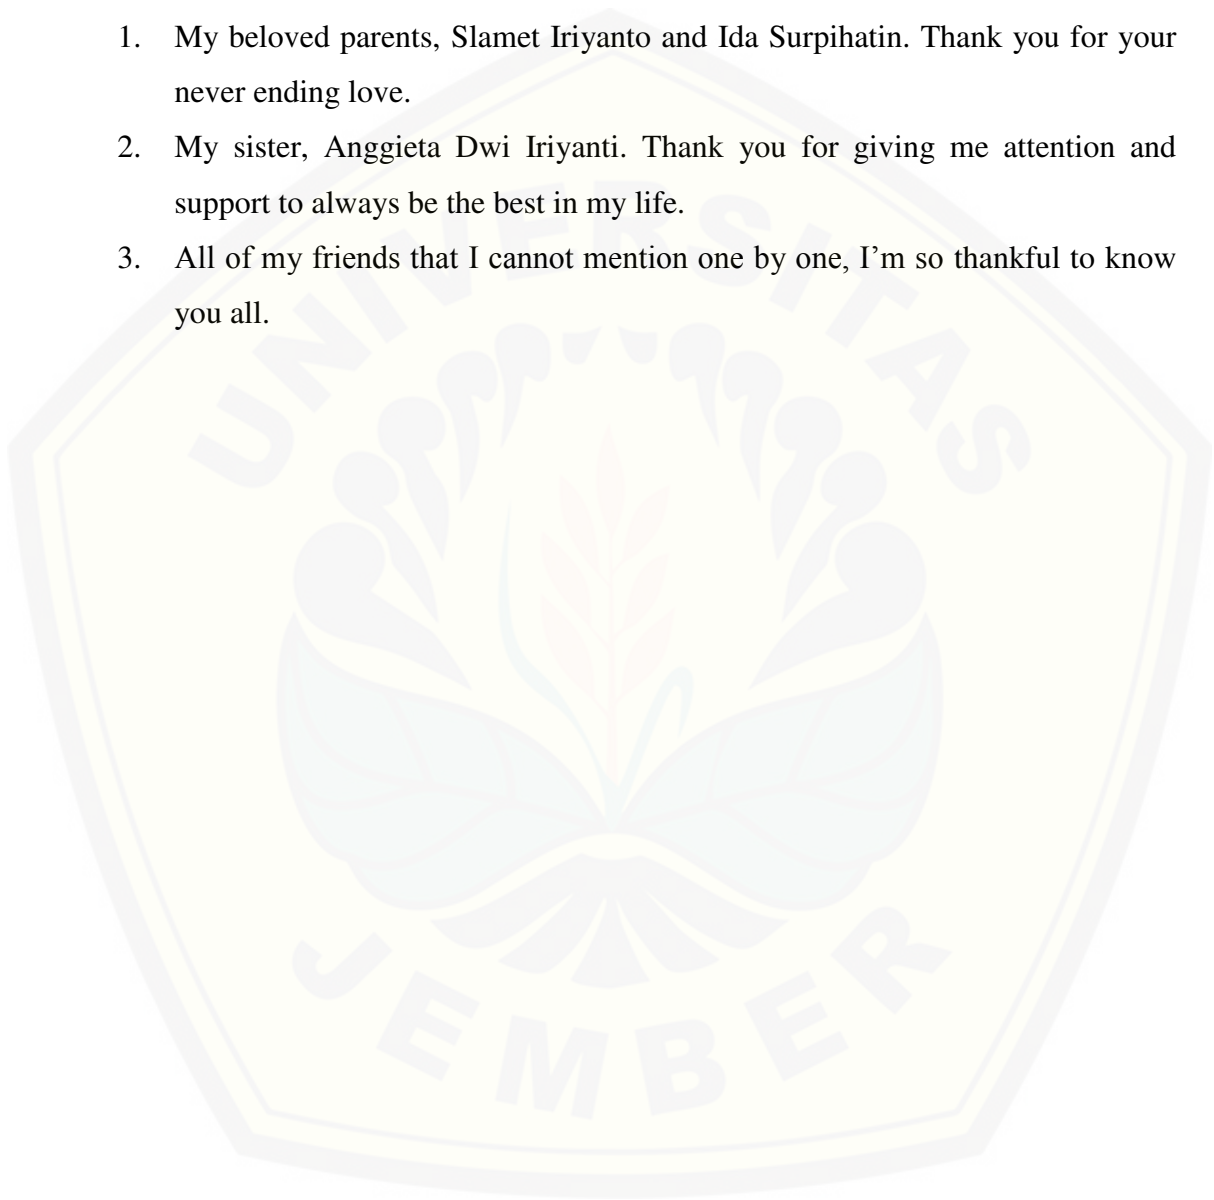 1. My beloved parents, Slamet Iriyanto and Ida Surpihatin. Thank you for your
never ending love.
2. My sister, Anggieta Dwi Iriyanti. Thank you for giving me attention and
support to always be the best in my life.
3. All of my friends that I cannot mention one by one, I’m so thankful to know
you all.
UNIVERSITAS
JEMBER